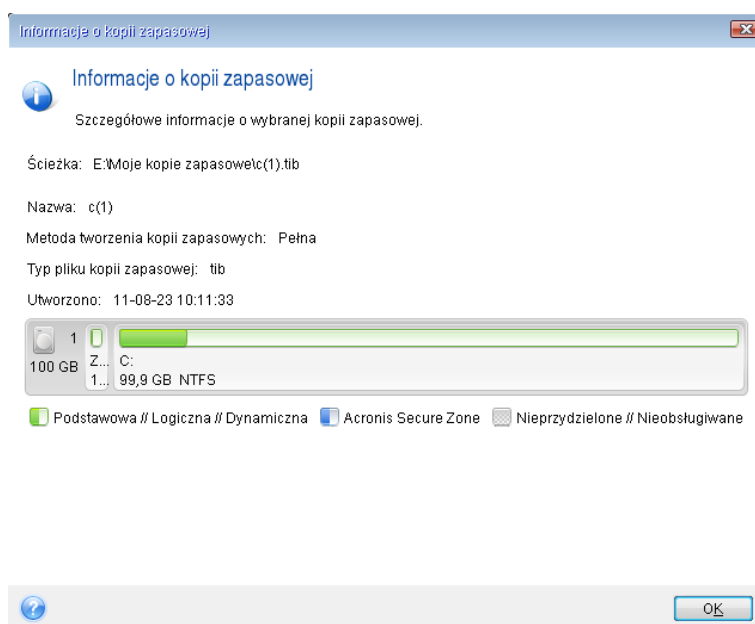 Informacje o kopii zapasowej
Informacje o kopii zapasowej
Szczegółowe informacje o wybranej kopii zapasowej.
Ścieżka: E:\Moje kopie zapasowe\c(1).tib
Nazwa: c(1)
Metoda tworzenia kopii zapasowych: Pełna
Typ pliku kopii zapasowej: tib
Utworzono: 11-08-23 10:11:33
1
100 GB
Z...
1...
C:
99,9 GB NTFS
Podstawowa // Logiczna // Dynamiczna Acronis Secure Zone Nieprzydzielone // Nieobsługiwane
OK